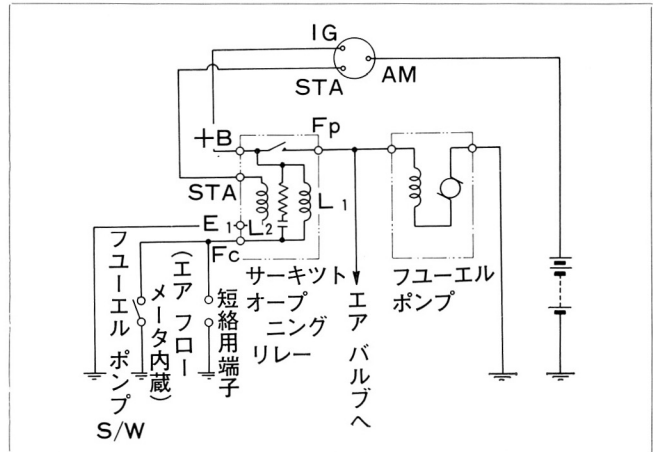 IG
STA
AM
+B
Fp
STA
L1
E1
L2
Fc
サーキツト
オープ
ニング
リレー
フユーエル
ポンプ
エア バルブへ
短絡用端子
(エア フロー
メータ内蔵)
フユーエル ポンプ
S/W